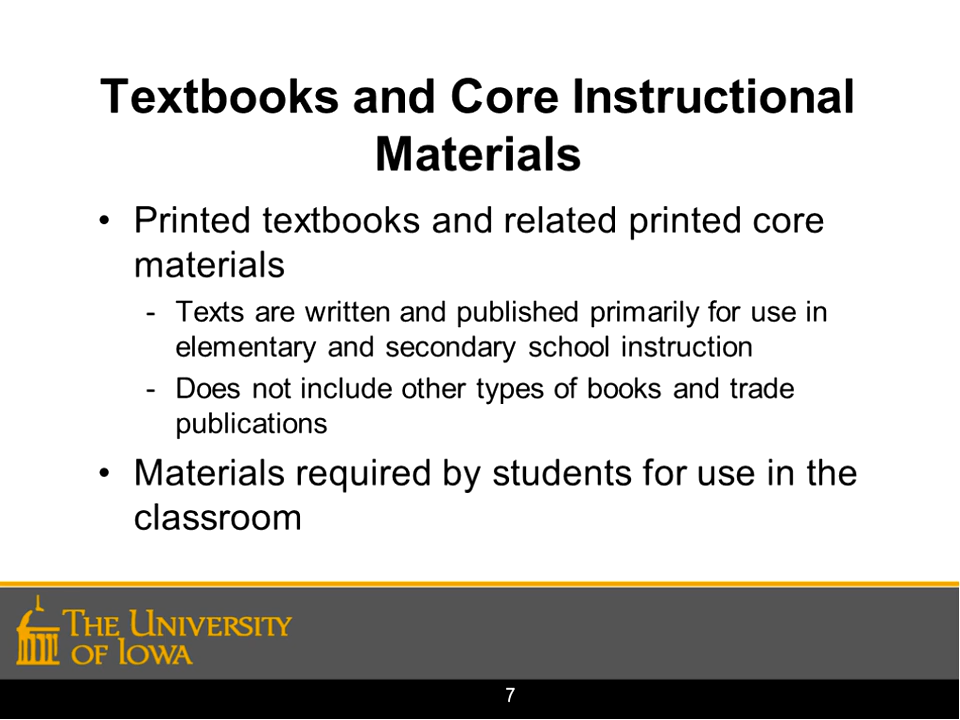 Textbooks and Core Instructional
Materials
• Printed textbooks and related printed core
materials
- Texts are written and published primarily for use in
elementary and secondary school instruction
- Does not include other types of books and trade
publications
• Materials required by students for use in the
classroom
THE UNIVERSITY
OF IOWA
7